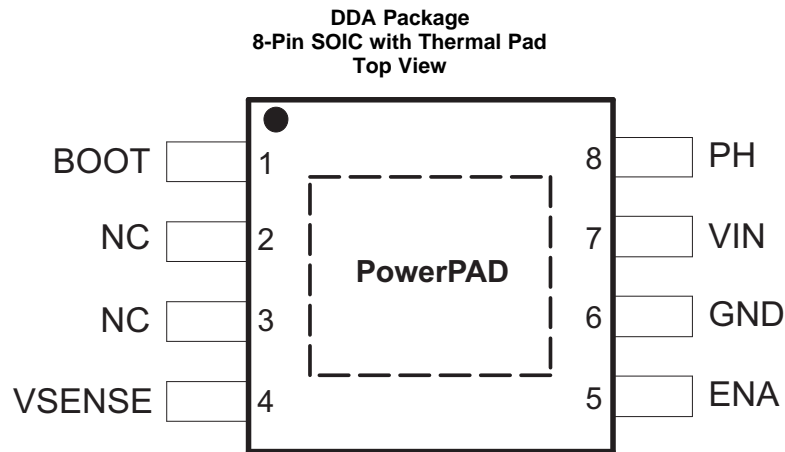 DDA Package
8-Pin SOIC with Thermal Pad
Top View
BOOT 1 8 PH
NC 2 7 VIN
PowerPAD
NC 3 6 GND
VSENSE 4 5 ENA